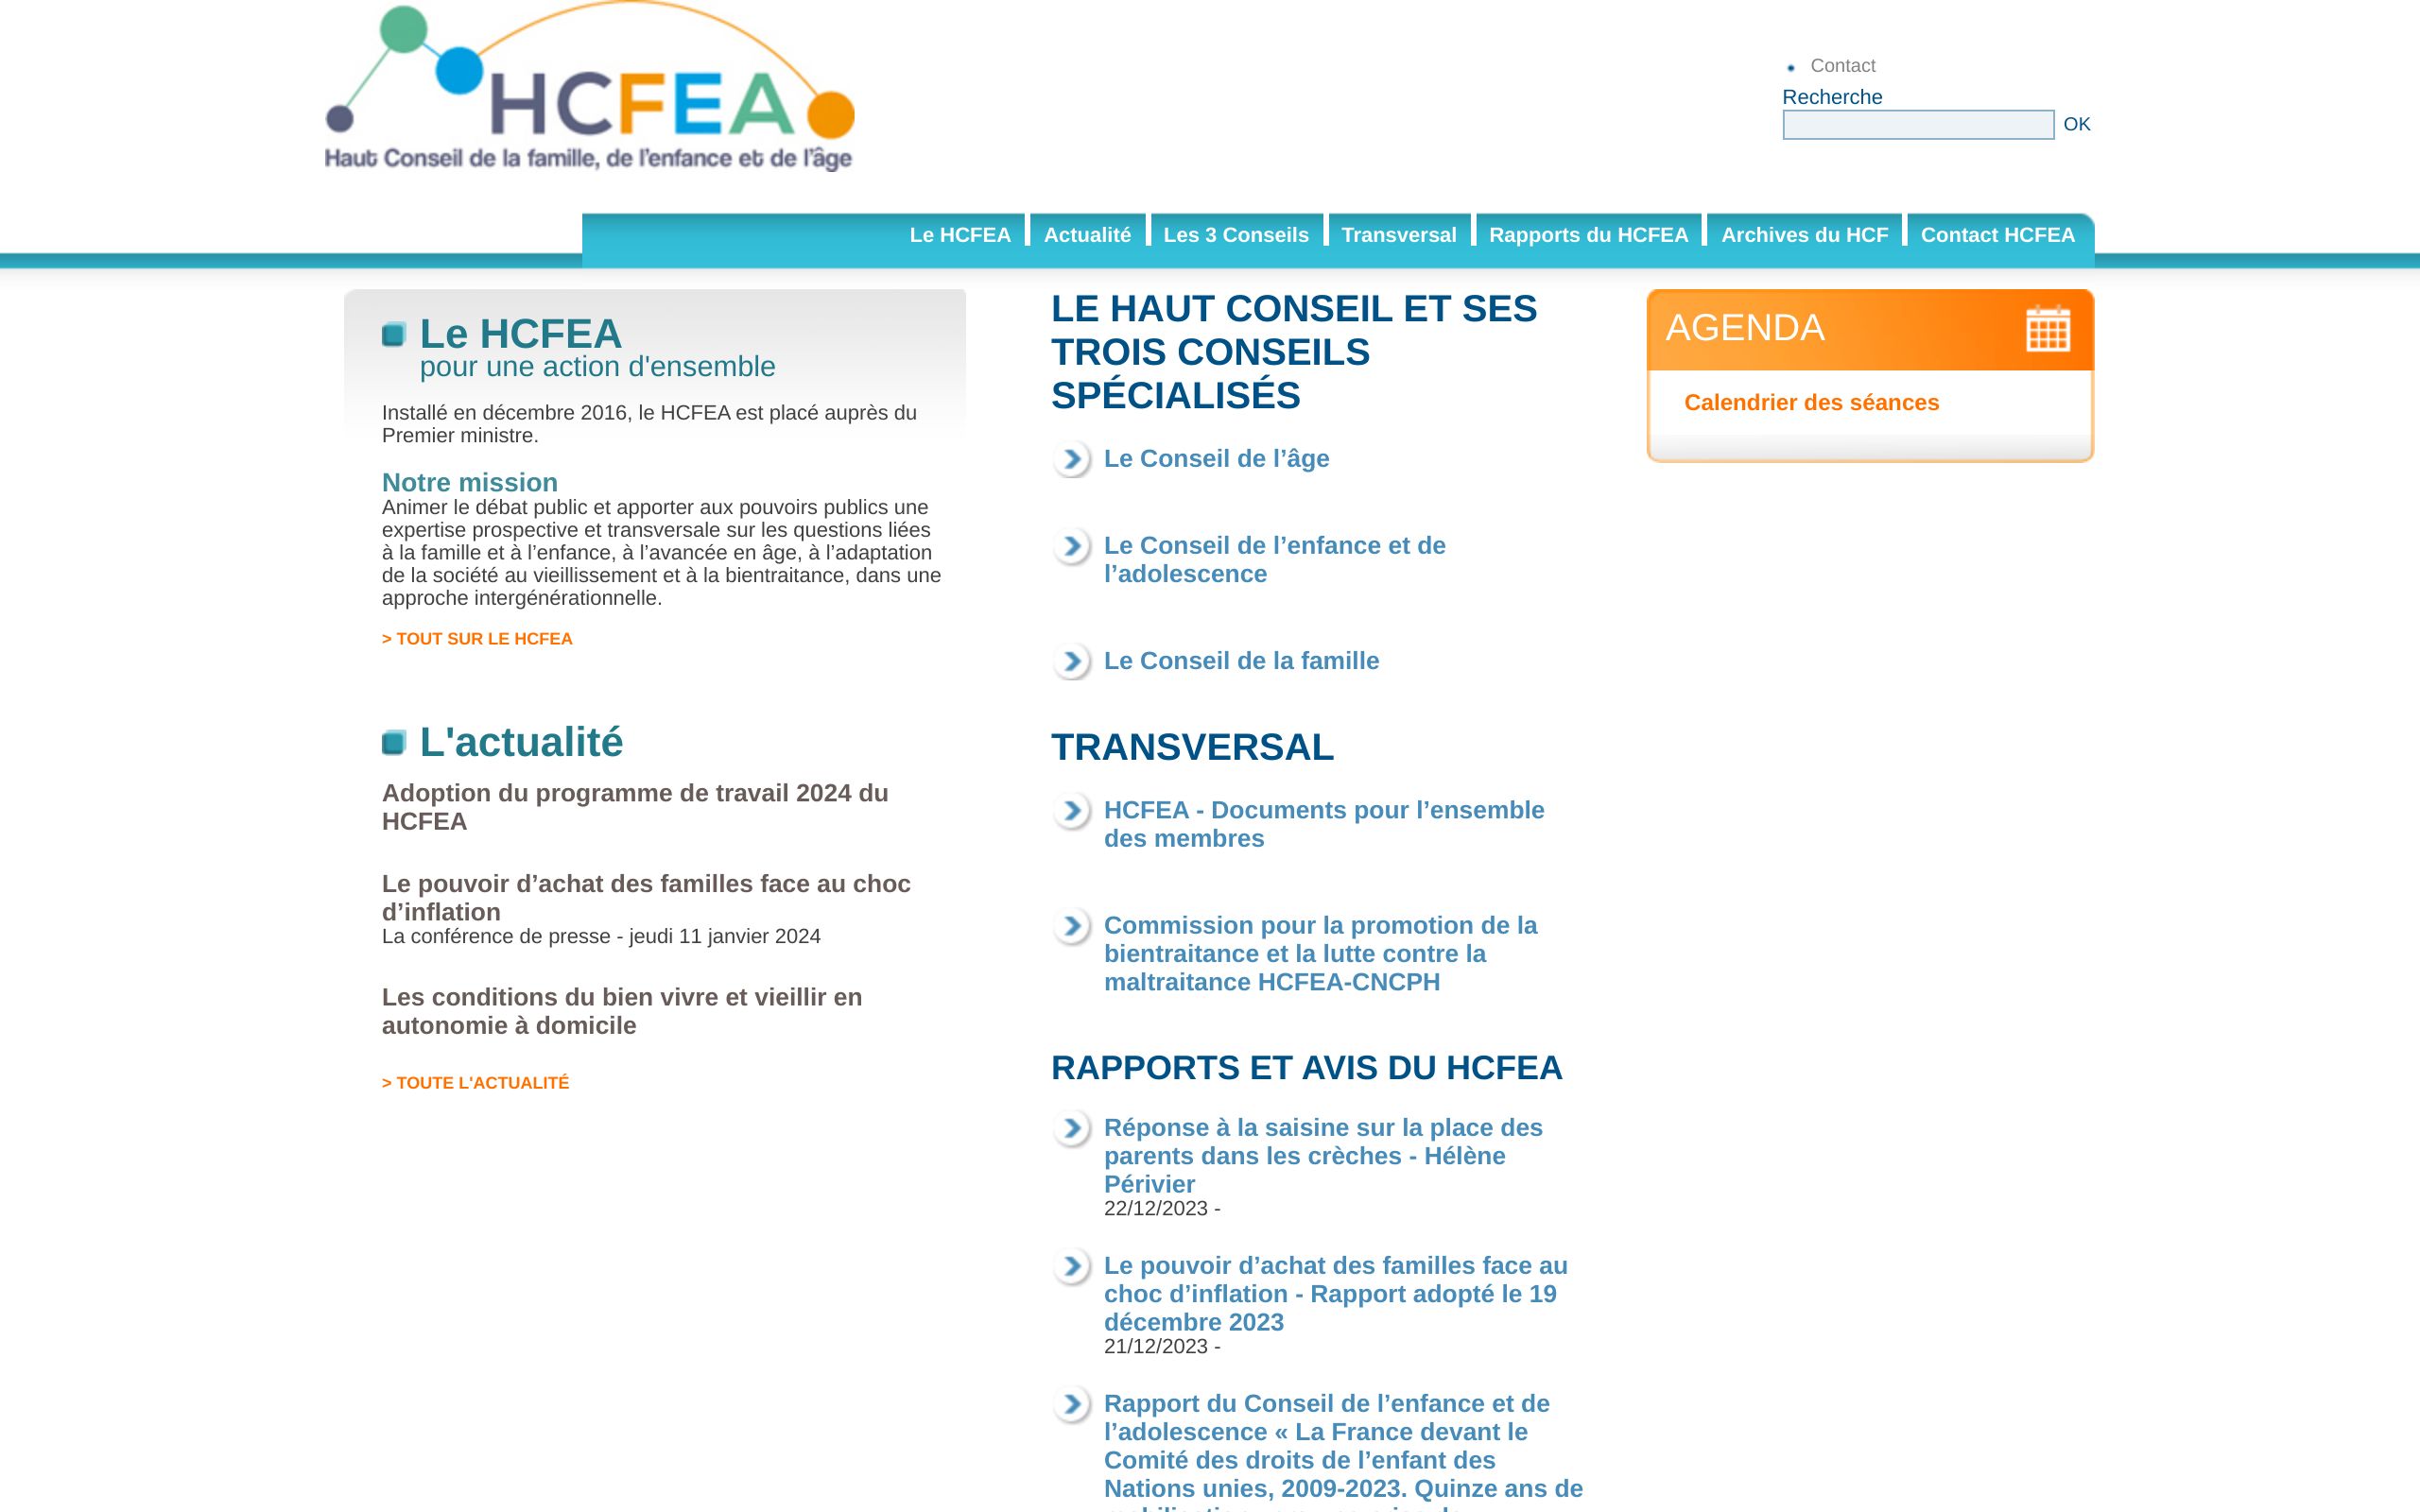 HCFEA
Haut Conseil de la famille, de l'enfance et de l'âge
Contact
Recherche
OK
Le HCFEA
Actualité
Les 3 Conseils
Transversal
Rapports du HCFEA
Archives du HCF
Contact HCFEA
Le HCFEA
pour une action d'ensemble
Installé en décembre 2016, le HCFEA est placé auprès du
Premier ministre.
Notre mission
Animer le débat public et apporter aux pouvoirs publics une
expertise prospective et transversale sur les questions liées
à la famille et à l’enfance, à l’avancée en âge, à l’adaptation
de la société au vieillissement et à la bientraitance, dans une
approche intergénérationnelle.
> TOUT SUR LE HCFEA
L'actualité
Adoption du programme de travail 2024 du
HCFEA
Le pouvoir d’achat des familles face au choc
d’inflation
La conférence de presse - jeudi 11 janvier 2024
Les conditions du bien vivre et vieillir en
autonomie à domicile
> TOUTE L'ACTUALITÉ
LE HAUT CONSEIL ET SES
TROIS CONSEILS
SPÉCIALISÉS
Le Conseil de l’âge
Le Conseil de l’enfance et de
l’adolescence
Le Conseil de la famille
TRANSVERSAL
HCFEA - Documents pour l’ensemble
des membres
Commission pour la promotion de la
bientraitance et la lutte contre la
maltraitance HCFEA-CNCPH
RAPPORTS ET AVIS DU HCFEA
Réponse à la saisine sur la place des
parents dans les crèches - Hélène
Périvier
22/12/2023 -
Le pouvoir d’achat des familles face au
choc d’inflation - Rapport adopté le 19
décembre 2023
21/12/2023 -
Rapport du Conseil de l’enfance et de
l’adolescence « La France devant le
Comité des droits de l’enfant des
Nations unies, 2009-2023. Quinze ans de
AGENDA
Calendrier des séances